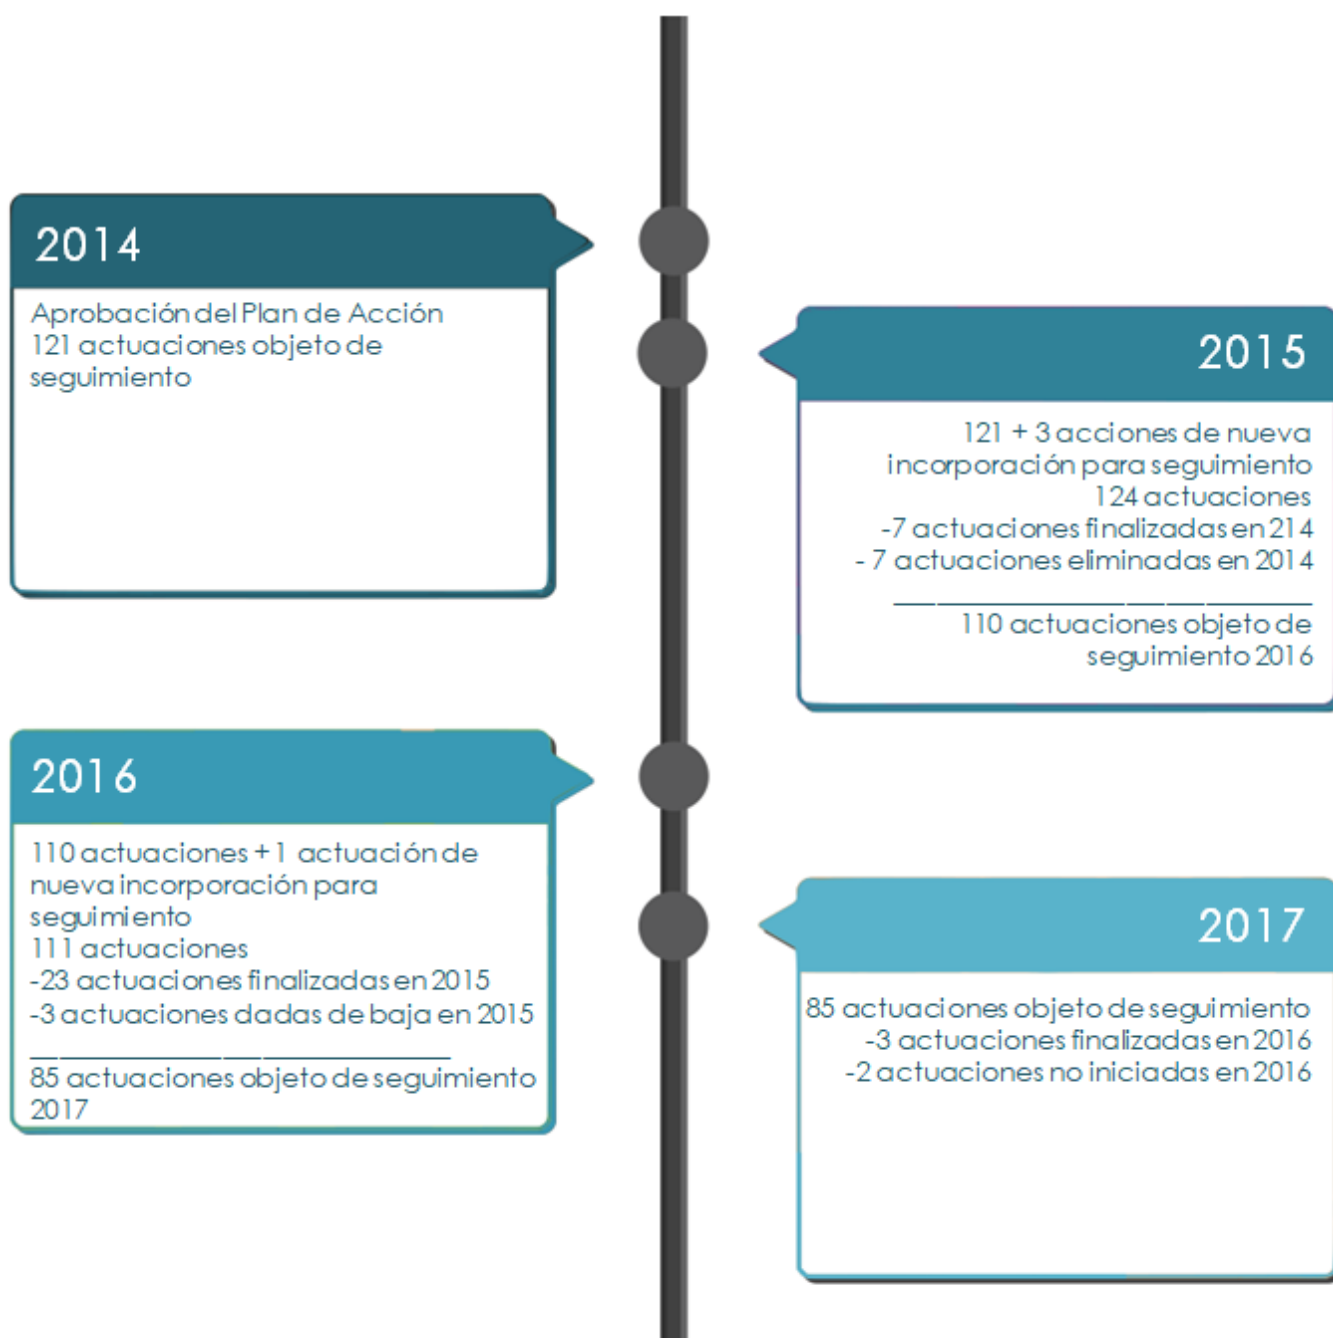 2014
Aprobación del Plan de Acción
121 actuaciones objeto de
seguimiento
2015
121 + 3 acciones de nueva
incorporación para seguimiento
124 actuaciones
-7 actuaciones finalizadas en 214
- 7 actuaciones eliminadas en 2014
110 actuaciones objeto de
seguimiento 2016
2016
110 actuaciones + 1 actuación de
nueva incorporación para
seguimiento
111 actuaciones
-23 actuaciones finalizadas en 2015
-3 actuaciones dadas de baja en 2015
85 actuaciones objeto de seguimiento
2017
2017
85 actuaciones objeto de seguimiento
-3 actuaciones finalizadas en 2016
-2 actuaciones no iniciadas en 2016